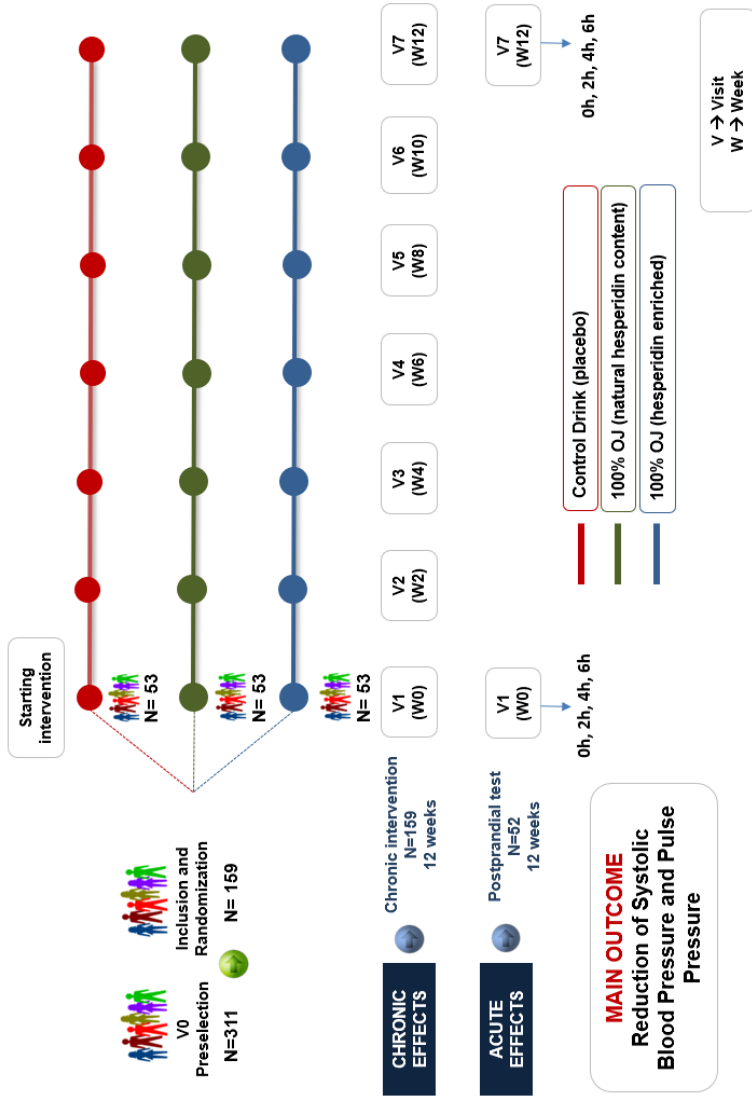 V0
Preselection
N=311
Inclusion and
Randomization
N= 159
Starting
intervention
N= 53
N= 53
N= 53
CHRONIC
EFFECTS
Chronic intervention
N=159
12 weeks
V1
(W0)
V2
(W2)
V3
(W4)
V4
(W6)
V5
(W8)
V6
(W10)
V7
(W12)
ACUTE
EFFECTS
Postprandial test
N=52
12 weeks
V1
(W0)
0h, 2h, 4h, 6h
V7
(W12)
0h, 2h, 4h, 6h
MAIN OUTCOME
Reduction of Systolic
Blood Pressure and Pulse
Pressure
Control Drink (placebo)
100% OJ (natural hesperidin content)
100% OJ (hesperidin enriched)
V → Visit
W → Week